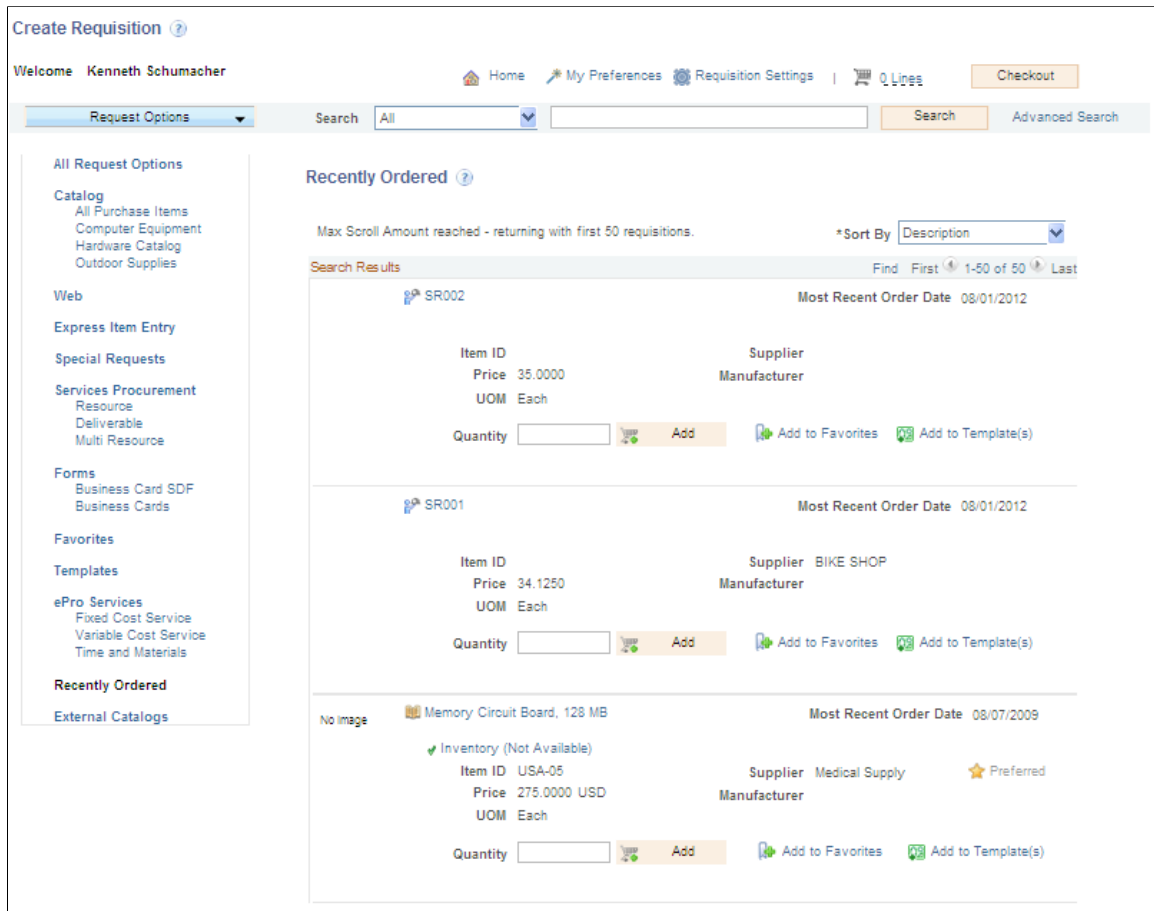 Create Requisition ?
Welcome Kenneth Schumacher
Home My Preferences Requisition Settings | 0 Lines Checkout
Request Options Search All Search Advanced Search
All Request Options
Catalog
All Purchase Items
Computer Equipment
Hardware Catalog
Outdoor Supplies
Web
Express Item Entry
Special Requests
Services Procurement
Resource
Deliverable
Multi Resource
Forms
Business Card SDF
Business Cards
Favorites
Templates
ePro Services
Fixed Cost Service
Variable Cost Service
Time and Materials
Recently Ordered
External Catalogs
Recently Ordered ?
Max Scroll Amount reached - returning with first 50 requisitions. *Sort By Description
Search Results Find First 1-50 of 50 Last
SR002 Most Recent Order Date 08/01/2012
Item ID Supplier
Price 35.0000 Manufacturer
UOM Each
Quantity Add Add to Favorites Add to Template(s)
SR001 Most Recent Order Date 08/01/2012
Item ID Supplier BIKE SHOP
Price 34.1250 Manufacturer
UOM Each
Quantity Add Add to Favorites Add to Template(s)
No Image Memory Circuit Board, 128 MB Most Recent Order Date 08/07/2009
Inventory (Not Available)
Item ID USA-05 Supplier Medical Supply Preferred
Price 275.0000 USD Manufacturer
UOM Each
Quantity Add Add to Favorites Add to Template(s)